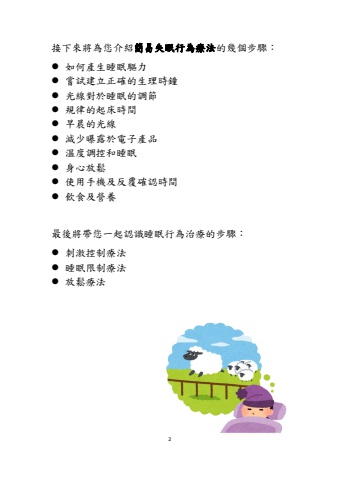 接下來將為您介紹簡易失眠行為療法的幾個步驟：
● 如何產生睡眠驅力
● 嘗試建立正確的生理時鐘
● 光線對於睡眠的調節
● 規律的起床時間
● 早晨的光線
● 減少曝露於電子產品
● 溫度調控和睡眠
● 身心放鬆
● 使用手機及反覆確認時間
● 飲食及營養
最後將帶您一起認識睡眠行為治療的步驟：
● 刺激控制療法
● 睡眠限制療法
● 放鬆療法
2